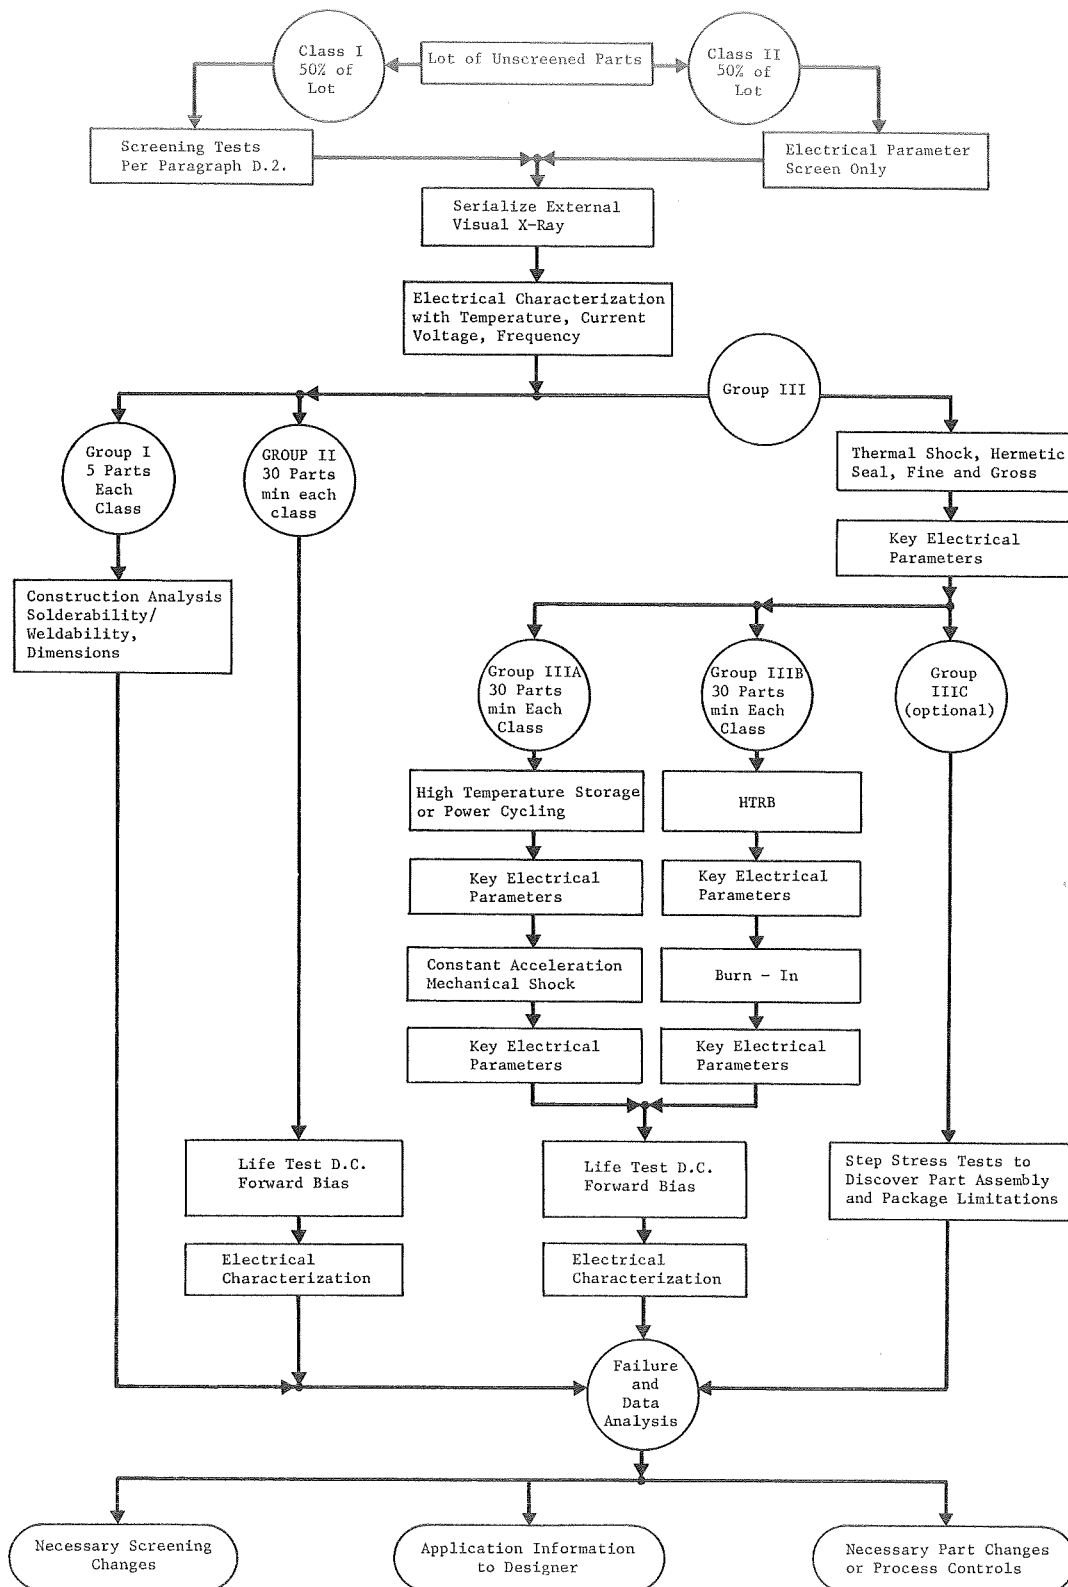 Class I
50% of
Lot
Lot of Unscreened Parts
Class II
50% of
Lot
Screening Tests
Per Paragraph D.2.
Electrical Parameter
Screen Only
Serialize External
Visual X-Ray
Electrical Characterization
with Temperature, Current
Voltage, Frequency
Group III
Group I
5 Parts
Each
Class
GROUP II
30 Parts
min each
class
Thermal Shock, Hermetic
Seal, Fine and Gross
Key Electrical
Parameters
Construction Analysis
Solderability/
Weldability,
Dimensions
Group IIIA
30 Parts
min Each
Class
Group IIIB
30 Parts
min Each
Class
Group
IIIC
(optional)
High Temperature Storage
or Power Cycling
HTRB
Key Electrical
Parameters
Key Electrical
Parameters
Constant Acceleration
Mechanical Shock
Burn - In
Key Electrical
Parameters
Key Electrical
Parameters
Life Test D.C.
Forward Bias
Life Test D.C.
Forward Bias
Step Stress Tests to
Discover Part Assembly
and Package Limitations
Electrical
Characterization
Electrical
Characterization
Failure
and
Data
Analysis
Necessary Screening
Changes
Application Information
to Designer
Necessary Part Changes
or Process Controls